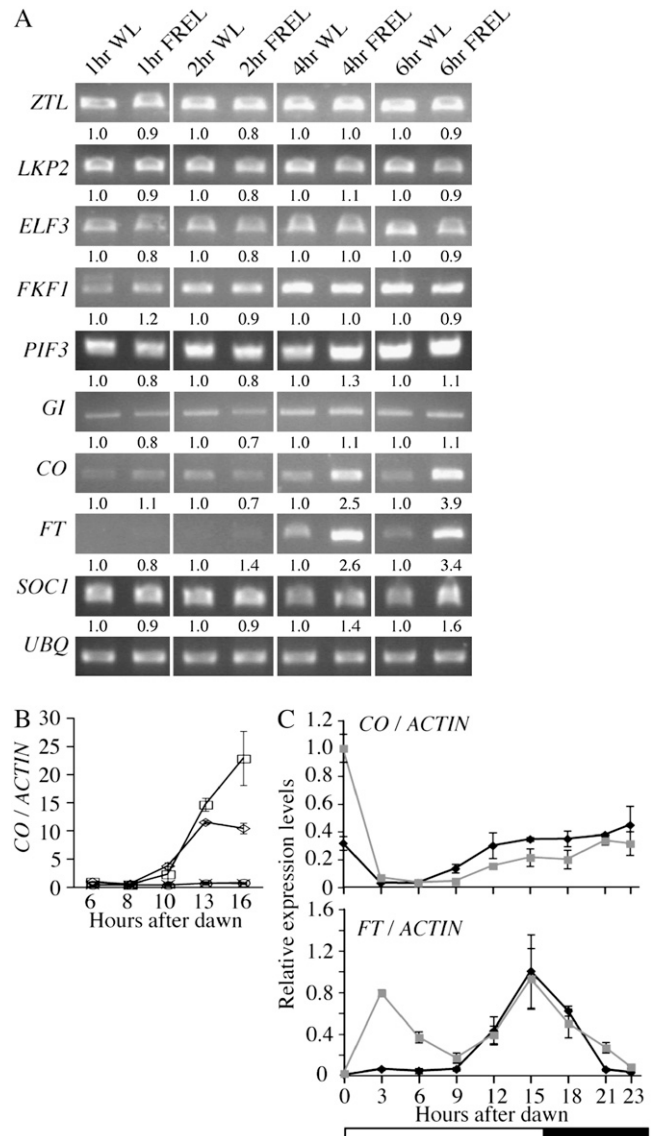 A
1hr WL 1hr FREL 2hr WL 2hr FREL 4hr WL 4hr FREL 6hr WL 6hr FREL
ZTL
1.0 0.9 1.0 0.8 1.0 1.0 1.0 0.9
LKP2
1.0 0.9 1.0 0.8 1.0 1.1 1.0 0.9
ELF3
1.0 0.8 1.0 0.8 1.0 1.0 1.0 0.9
FKF1
1.0 1.2 1.0 0.9 1.0 1.0 1.0 0.9
PIF3
1.0 0.8 1.0 0.8 1.0 1.3 1.0 1.1
GI
1.0 0.8 1.0 0.7 1.0 1.1 1.0 1.1
CO
1.0 1.1 1.0 0.7 1.0 2.5 1.0 3.9
FT
1.0 0.8 1.0 1.4 1.0 2.6 1.0 3.4
SOC1
1.0 0.9 1.0 0.9 1.0 1.4 1.0 1.6
UBQ
B
CO / ACTIN
30
25
20
15
10
5
0
6 8 10 13 16
Hours after dawn
C
Relative expression levels
CO / ACTIN
1.2
1.0
0.8
0.6
0.4
0.2
0
FT / ACTIN
1.6
1.2
0.8
0.4
0
0 3 6 9 12 15 18 21 23
Hours after dawn